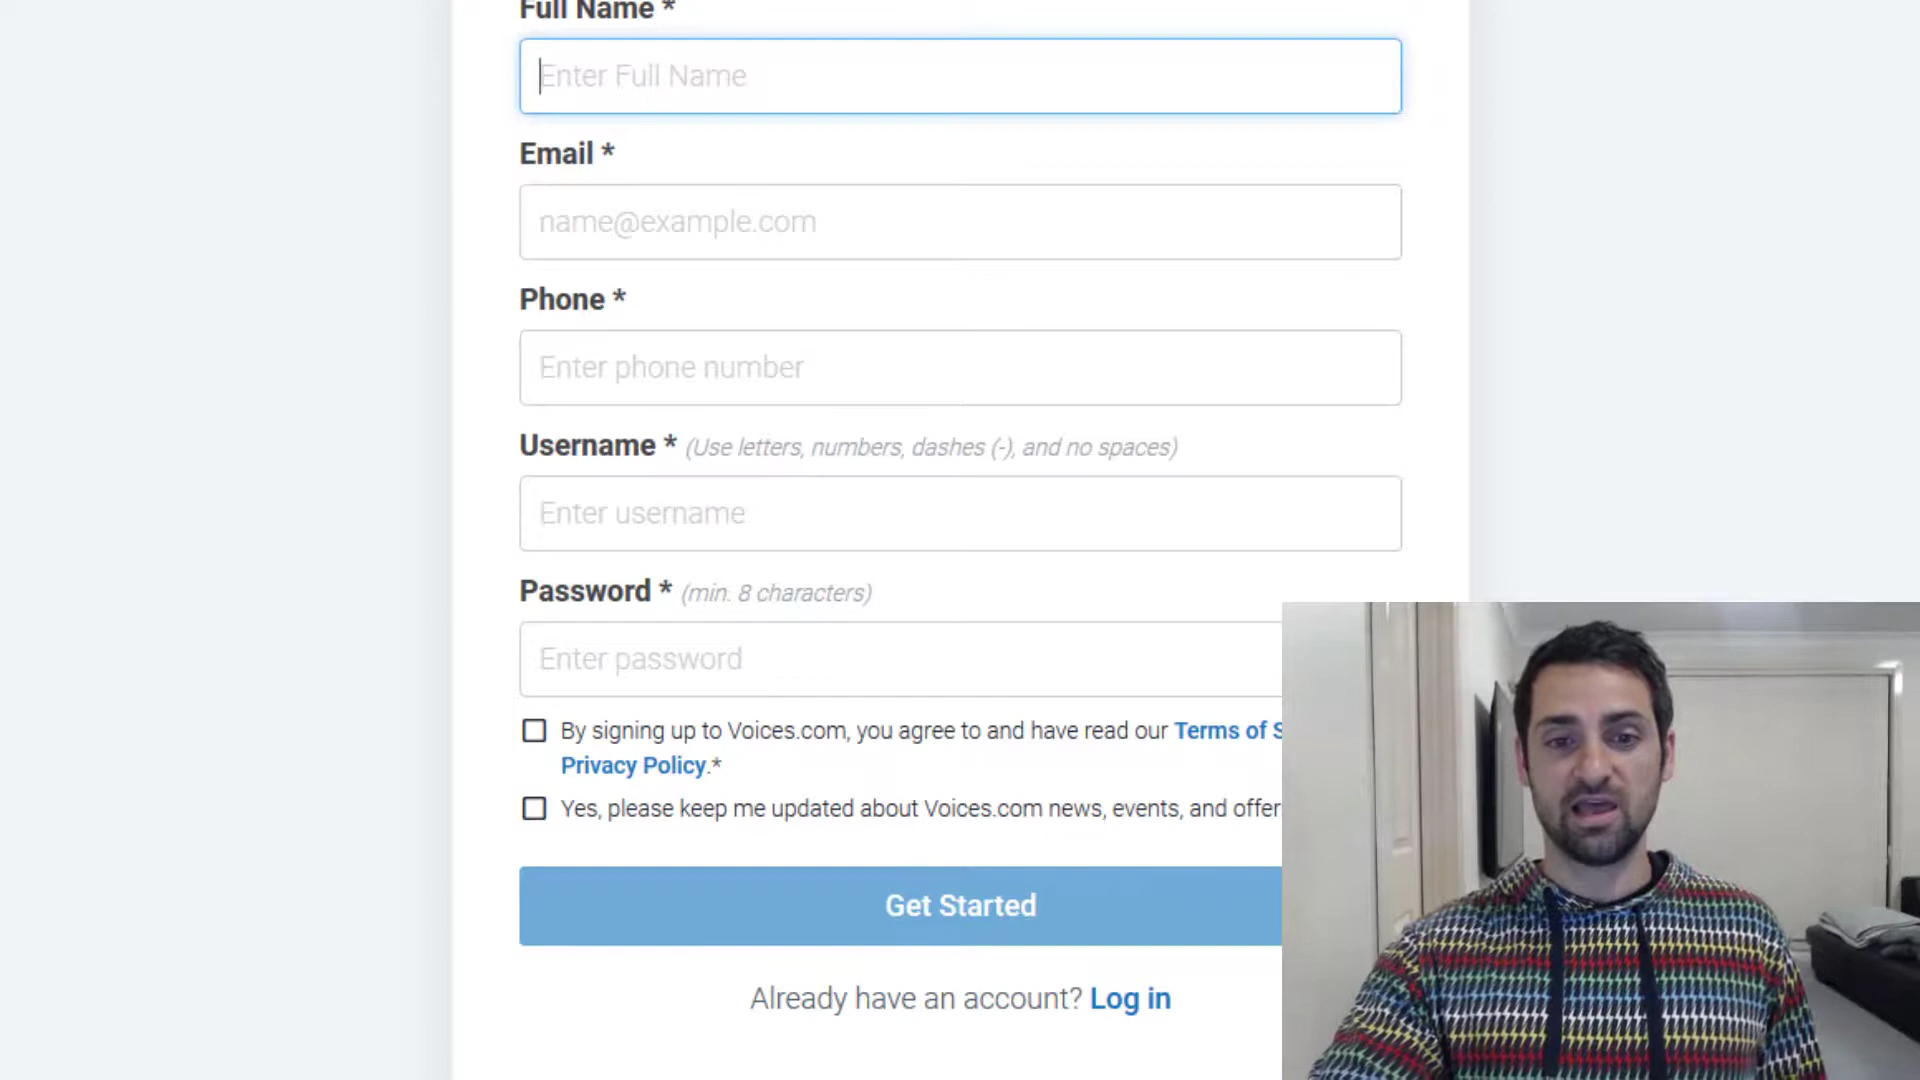 Full Name *
Enter Full Name
Email *
name@example.com
Phone *
Enter phone number
Username * (Use letters, numbers, dashes (-), and no spaces)
Enter username
Password * (min. 8 characters)
Enter password
By signing up to Voices.com, you agree to and have read our Terms of
Privacy Policy.*
Yes, please keep me updated about Voices.com news, events, and offer
Get Started
Already have an account? Log in